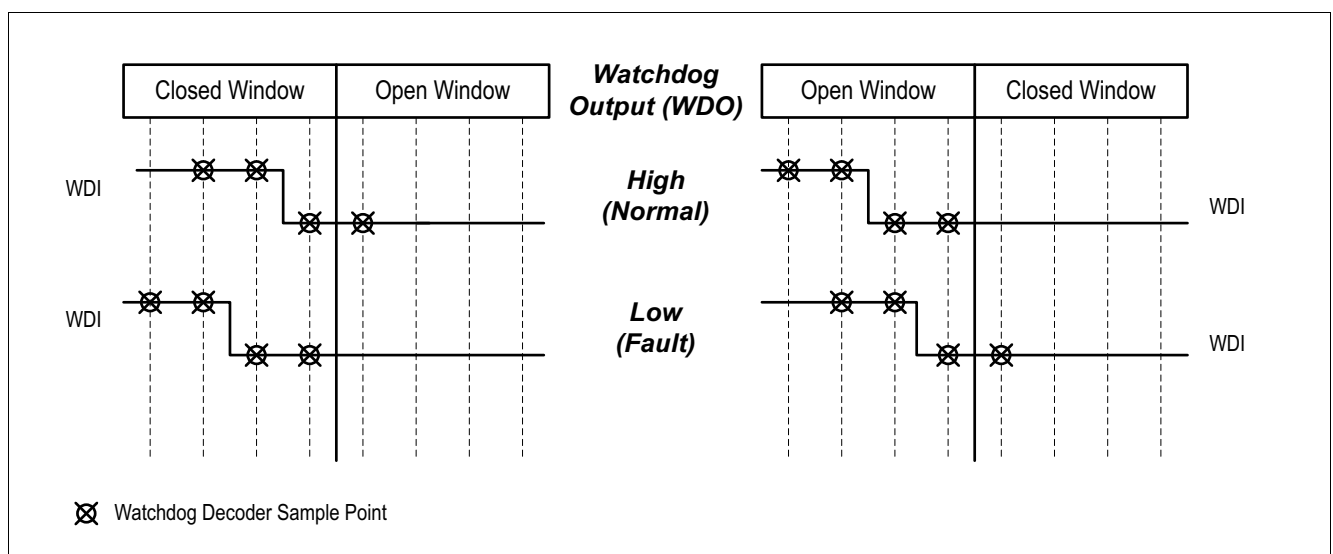 Closed Window
Open Window
Watchdog
Output (WDO)
Open Window
Closed Window
WDI
High
(Normal)
WDI
WDI
Low
(Fault)
WDI
Watchdog Decoder Sample Point